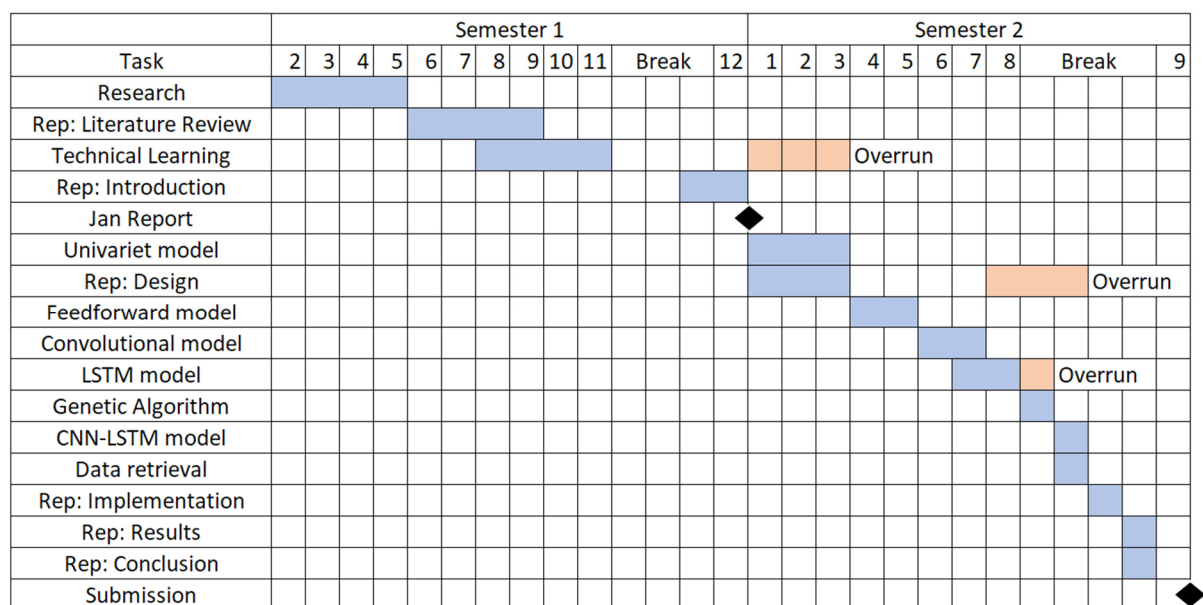 Semester 1 Semester 2
Task 2 3 4 5 6 7 8 9 10 11 Break 12 1 2 3 4 5 6 7 8 Break 9
Research
Rep: Literature Review
Technical Learning Overrun
Rep: Introduction
Jan Report
Univariet model
Rep: Design Overrun
Feedforward model
Convolutional model
LSTM model Overrun
Genetic Algorithm
CNN-LSTM model
Data retrieval
Rep: Implementation
Rep: Results
Rep: Conclusion
Submission